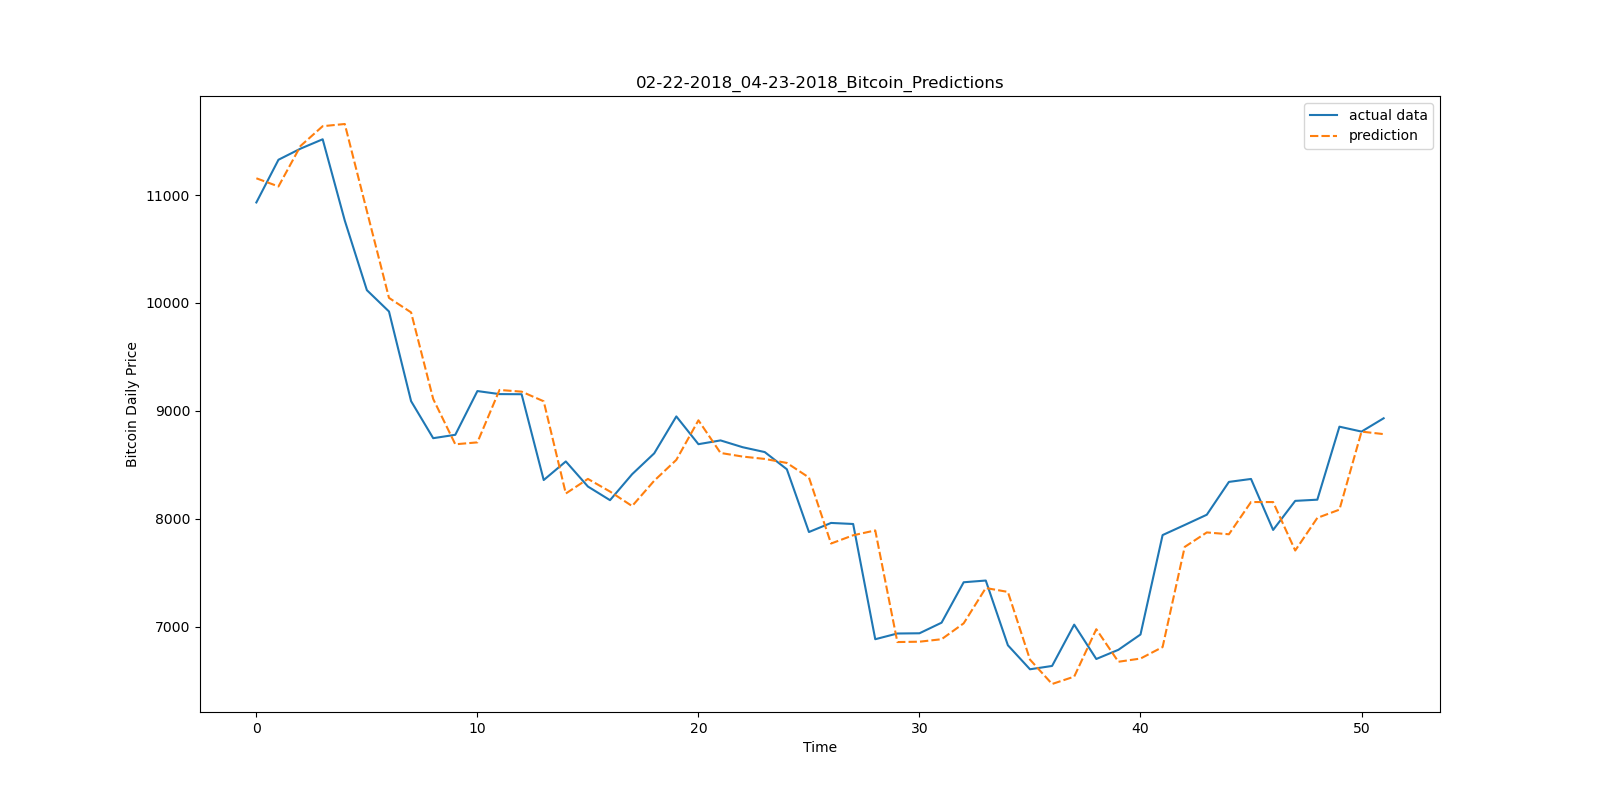 02-22-2018_04-23-2018_Bitcoin_Predictions
actual data
prediction
11000
10000
9000
8000
7000
Bitcoin Daily Price
0 10 20 30 40 50
Time